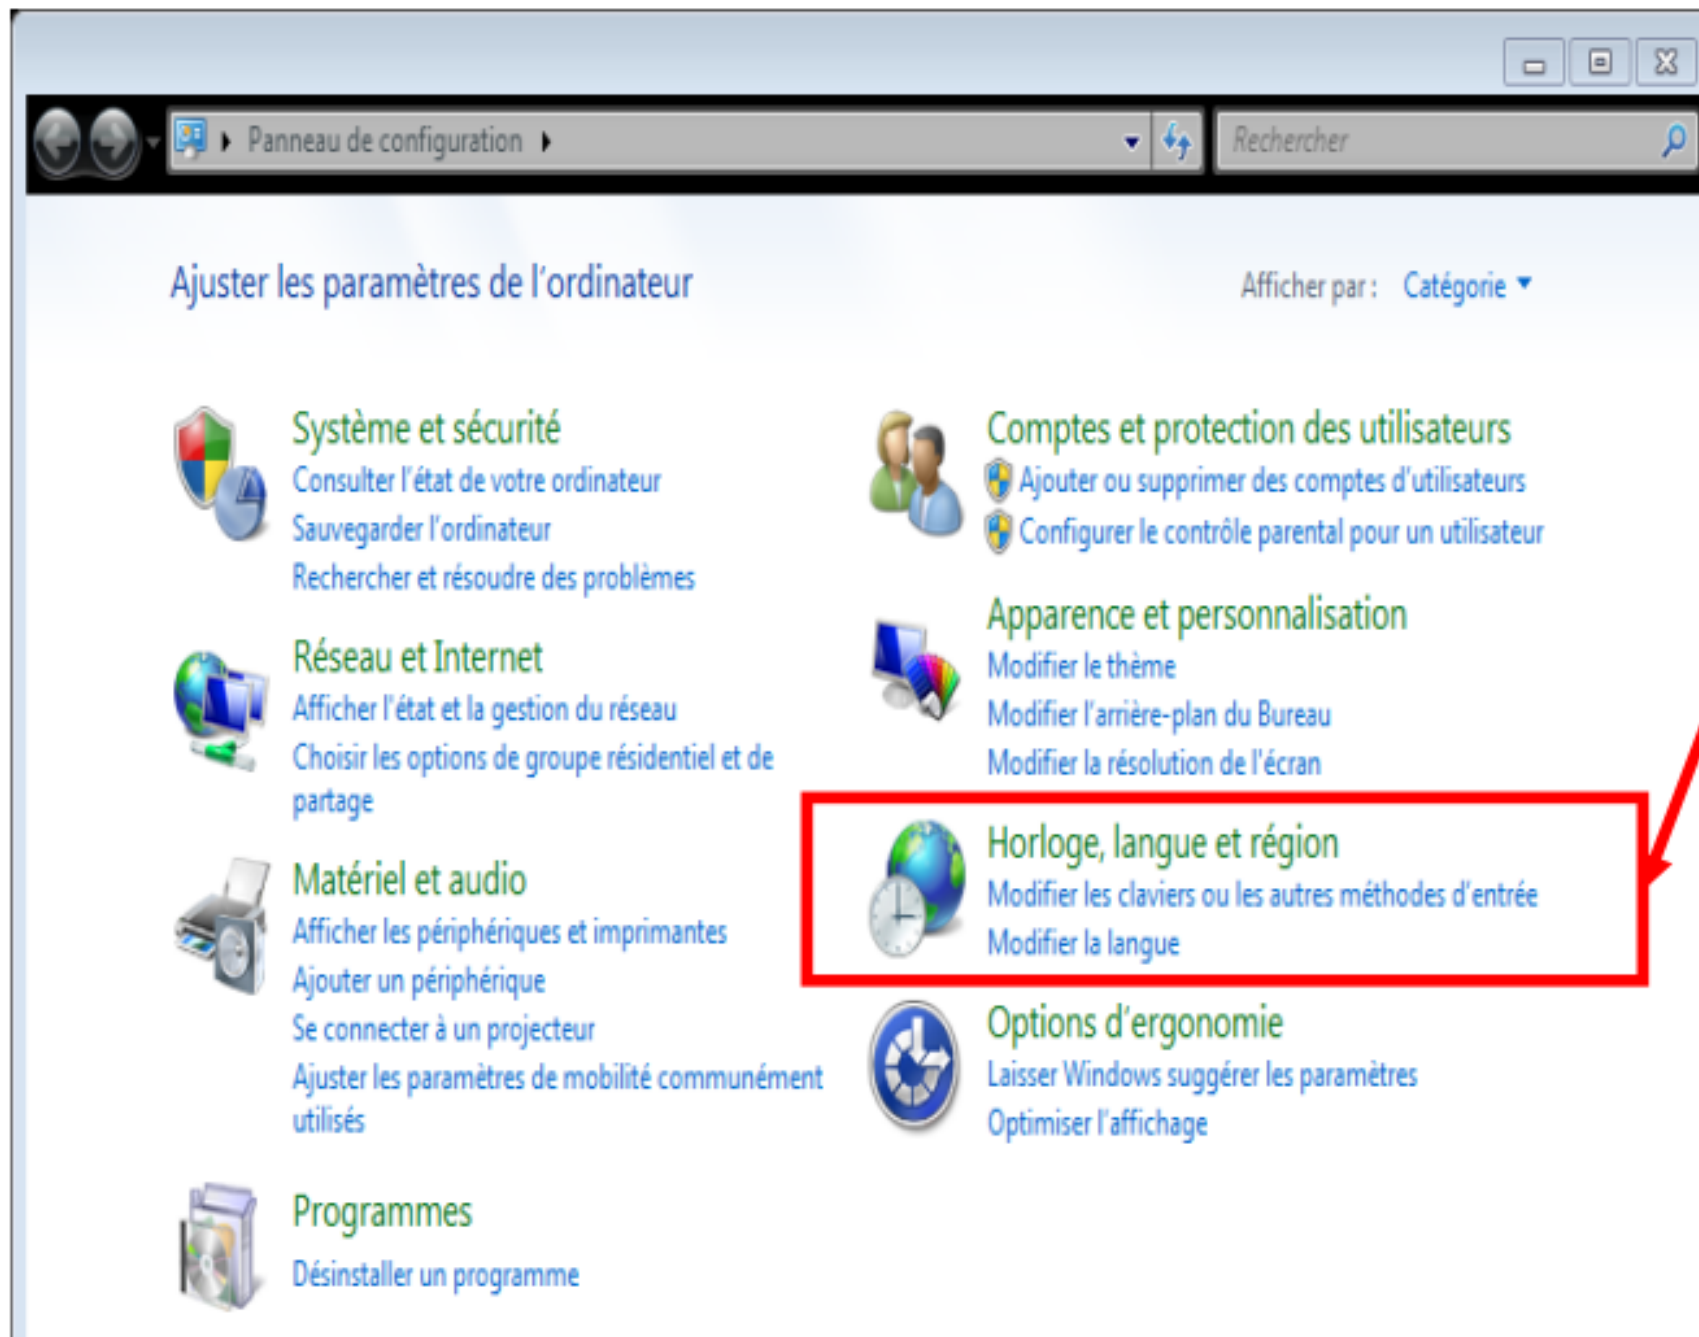 Panneau de configuration
Rechercher
Ajuster les paramètres de l'ordinateur
Afficher par : Catégorie
Système et sécurité
Consulter l'état de votre ordinateur
Sauvegarder l'ordinateur
Rechercher et résoudre des problèmes
Réseau et Internet
Afficher l'état et la gestion du réseau
Choisir les options de groupe résidentiel et de
partage
Matériel et audio
Afficher les périphériques et imprimantes
Ajouter un périphérique
Se connecter à un projecteur
Ajuster les paramètres de mobilité communément
utilisés
Programmes
Désinstaller un programme
Comptes et protection des utilisateurs
Ajouter ou supprimer des comptes d'utilisateurs
Configurer le contrôle parental pour un utilisateur
Apparence et personnalisation
Modifier le thème
Modifier l'arrière-plan du Bureau
Modifier la résolution de l'écran
Horloge, langue et région
Modifier les claviers ou les autres méthodes d'entrée
Modifier la langue
Options d'ergonomie
Laisser Windows suggérer les paramètres
Optimiser l'affichage